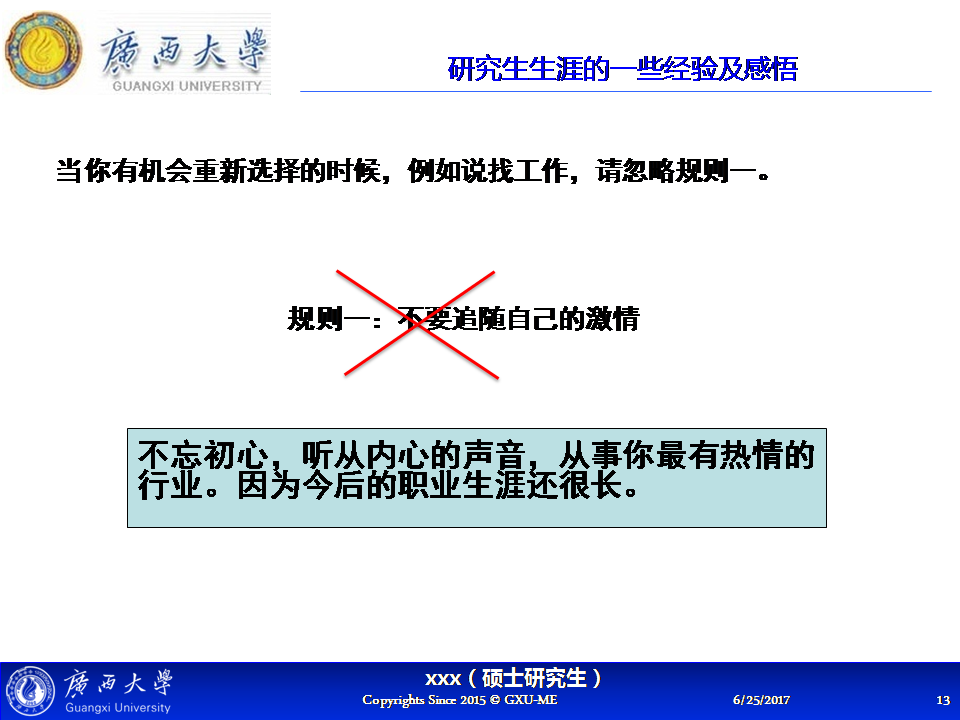 廣西大學
GUANGXI UNIVERSITY
研究生生涯的一些经验及感悟
当你有机会重新选择的时候，例如说找工作，请忽略规则一。
规则一：不要追随自己的激情
不忘初心，听从内心的声音，从事你最有热情的
行业。因为今后的职业生涯还很长。
廣西大學
Guangxi University
xxx（硕士研究生）
Copyrights Since 2015 © GXU-ME
6/25/2017
13